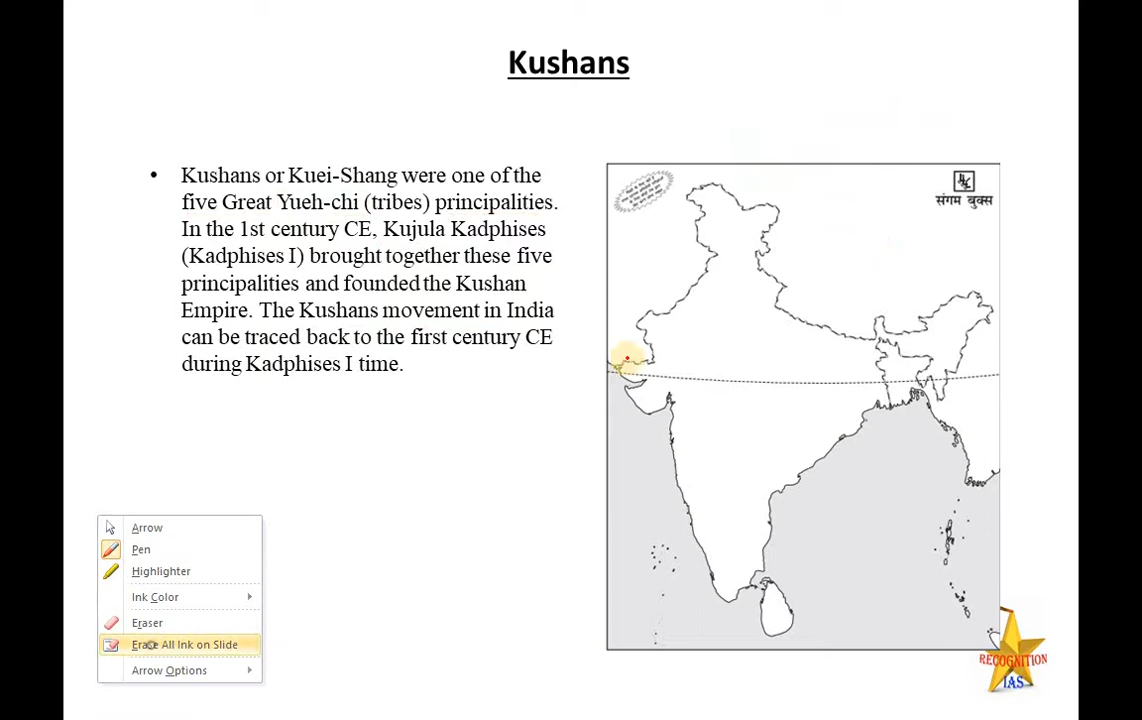 Kushans
• Kushans or Kuei-Shang were one of the
five Great Yueh-chi (tribes) principalities.
In the 1st century CE, Kujula Kadphises
(Kadphises I) brought together these five
principalities and founded the Kushan
Empire. The Kushans movement in India
can be traced back to the first century CE
during Kadphises I time.
संगम बुक्स
Arrow
Pen
Highlighter
Ink Color
Eraser
Erase All Ink on Slide
Arrow Options
RECOGNITION
IAS